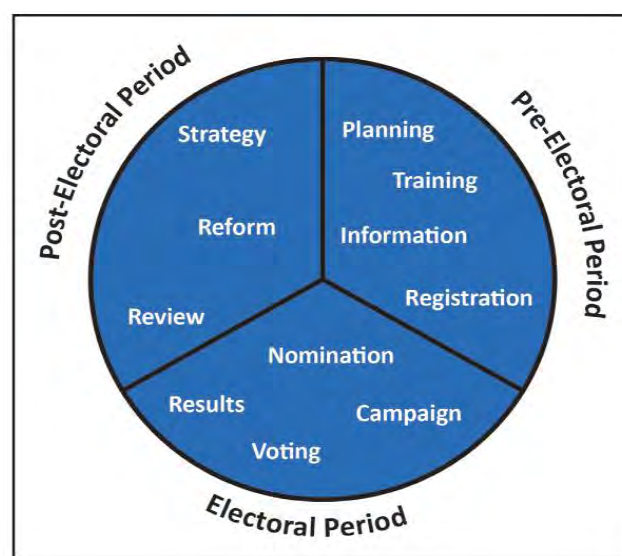 Pre-Electoral Period
Planning
Training
Information
Registration
Electoral Period
Nomination
Campaign
Voting
Results
Post-Electoral Period
Review
Reform
Strategy